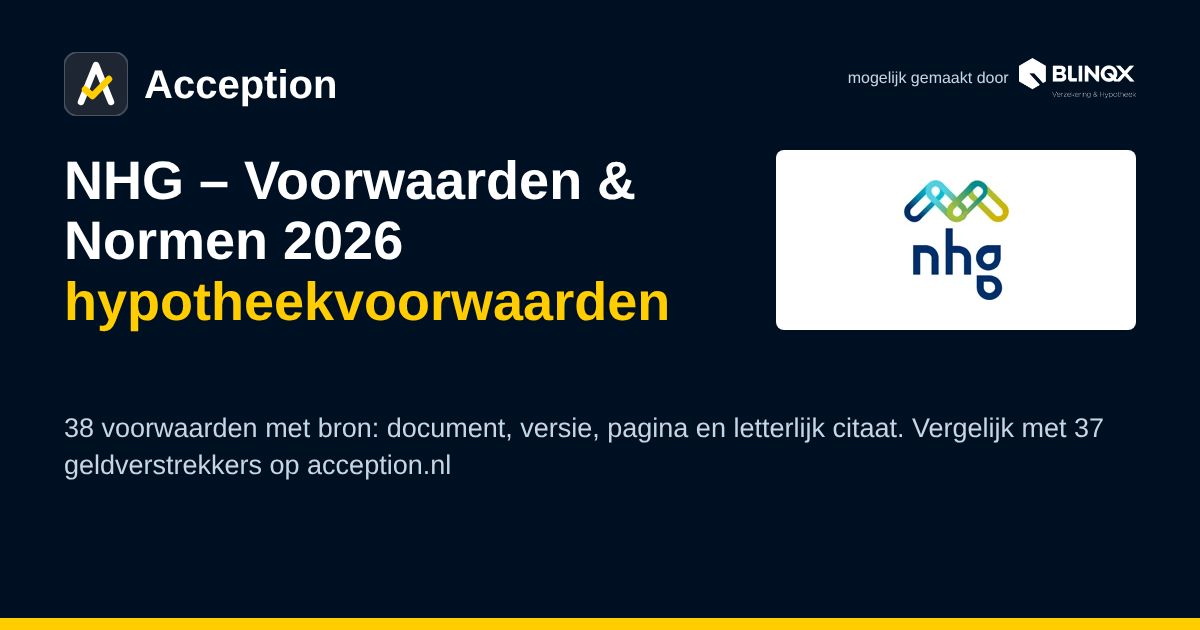 Acception
mogelijk gemaakt door
BLINQX
Verzekering & Hypotheek
NHG – Voorwaarden &
Normen 2026
hypotheekvoorwaarden
nhg
38 voorwaarden met bron: document, versie, pagina en letterlijk citaat. Vergelijk met 37
geldverstrekkers op acception.nl